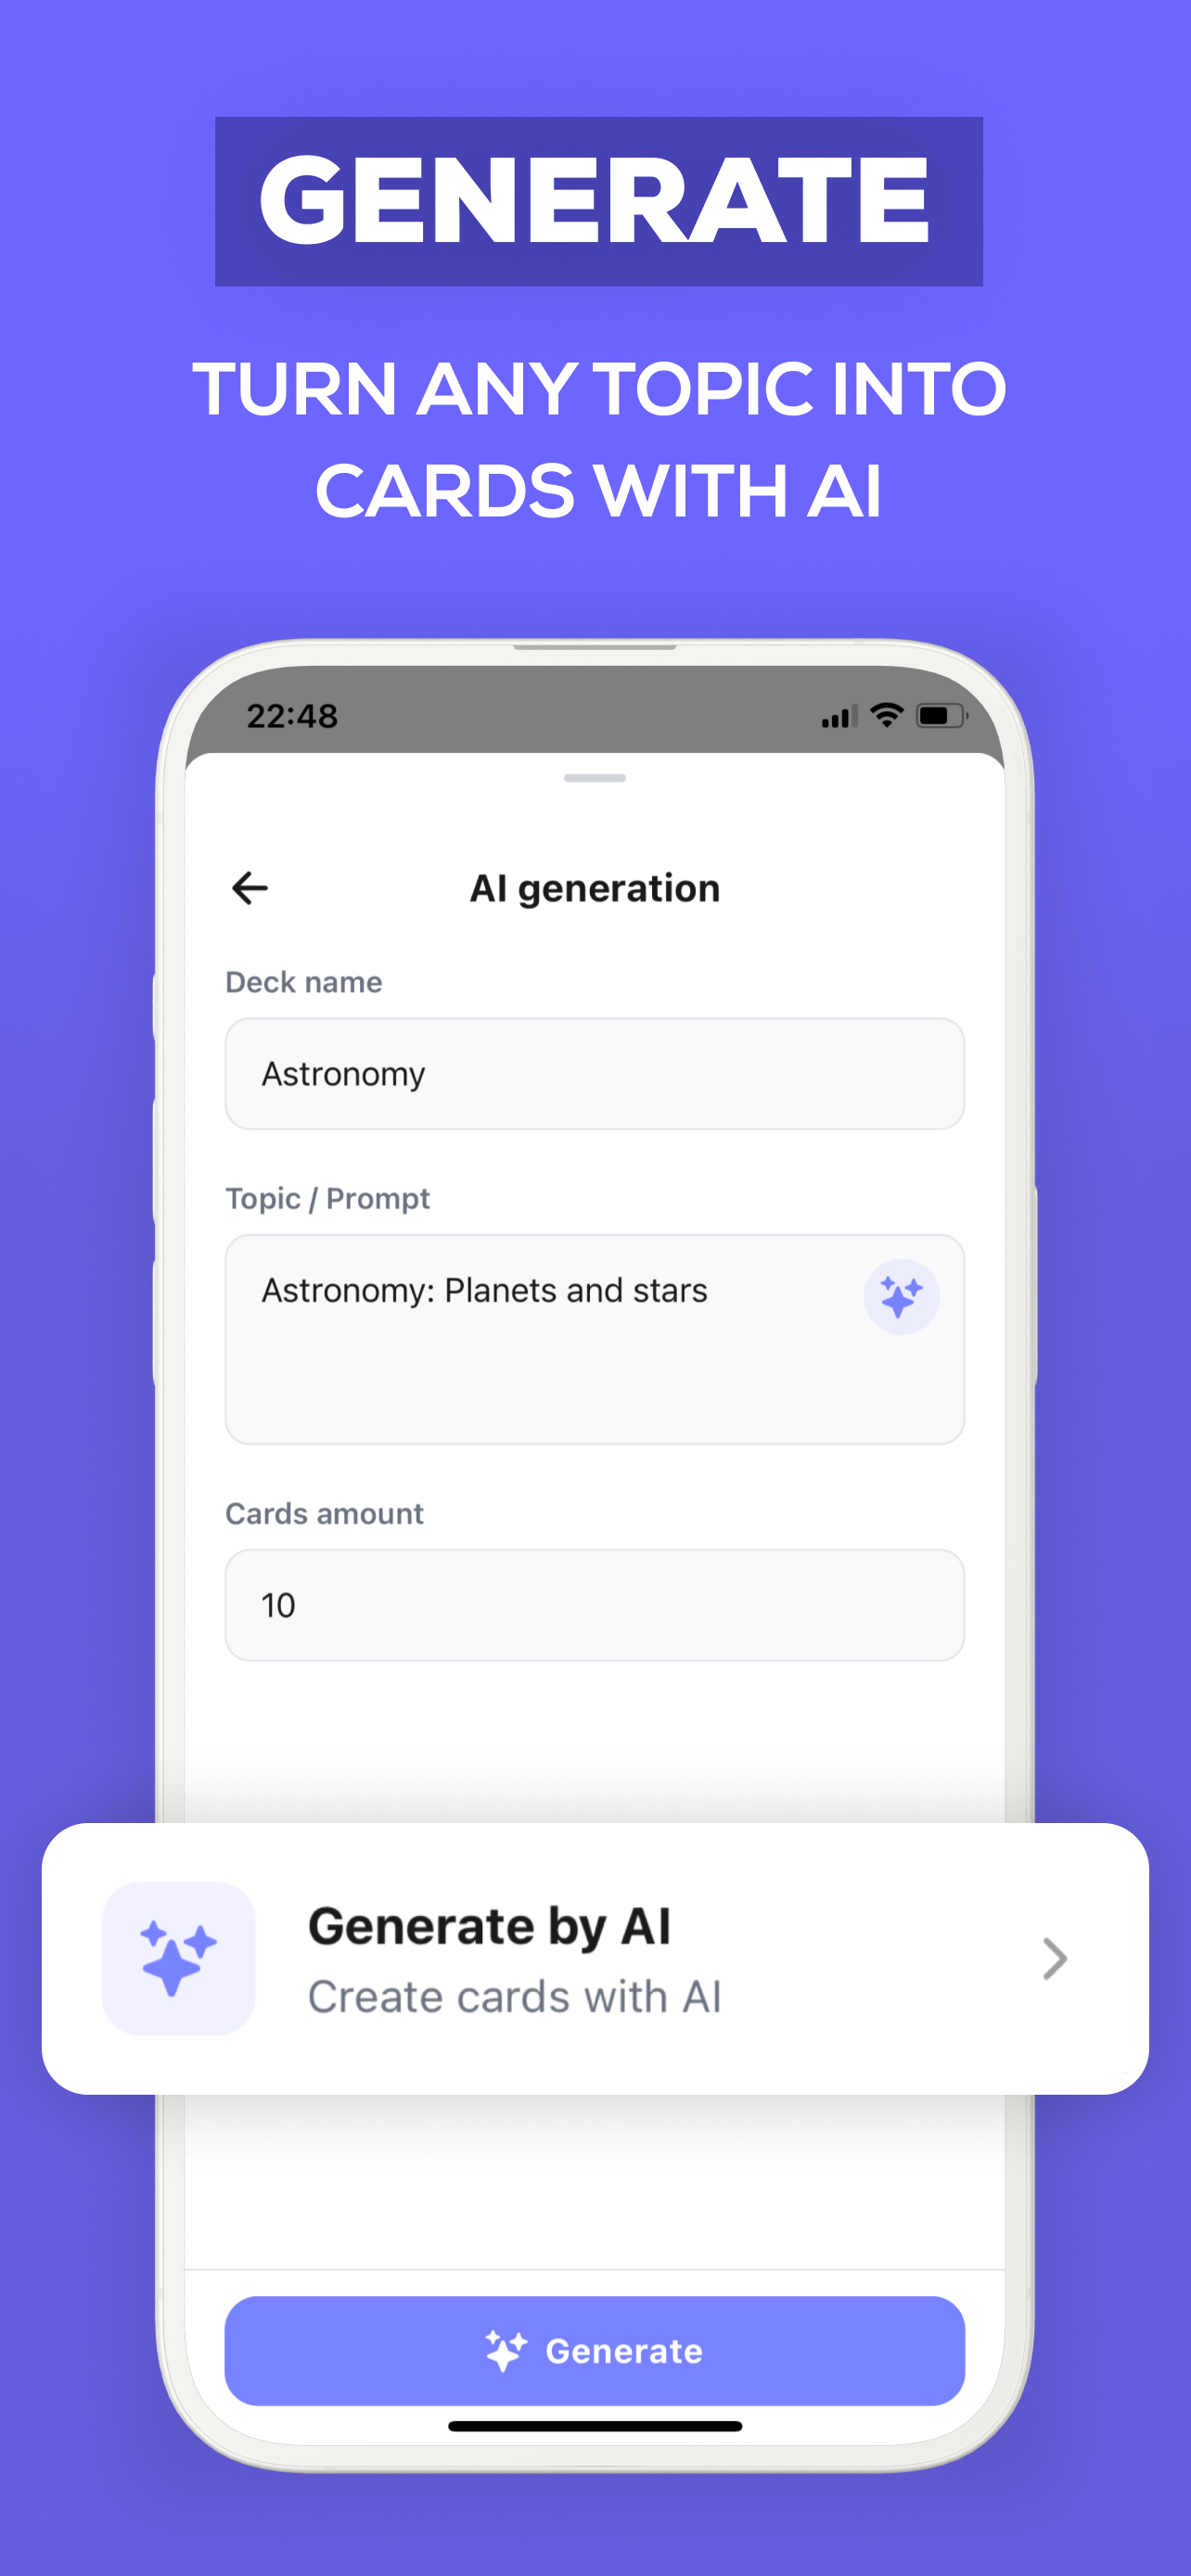 GENERATE
TURN ANY TOPIC INTO
CARDS WITH AI
22:48
AI generation
Deck name
Astronomy
Topic / Prompt
Astronomy: Planets and stars
Cards amount
10
Generate by AI
Create cards with AI
Generate